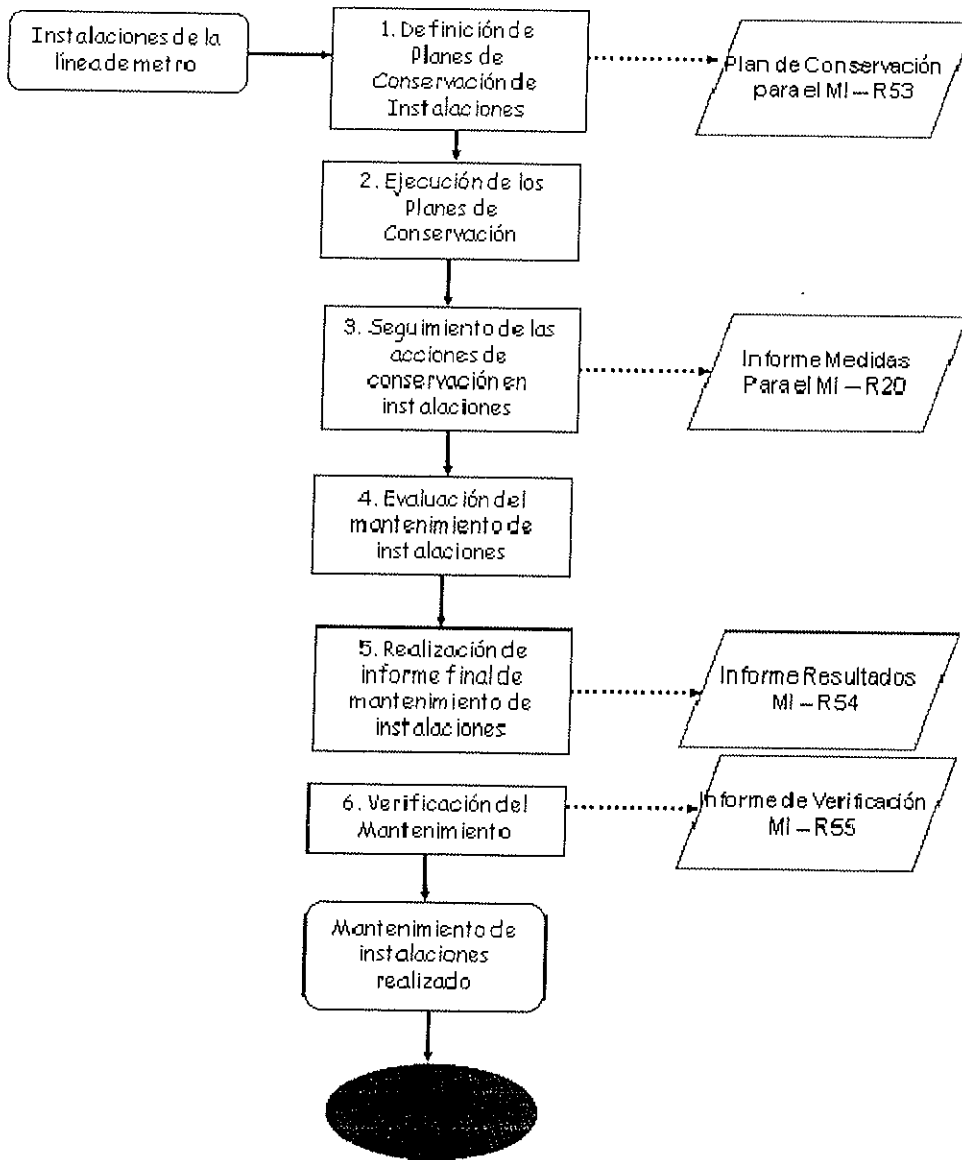 Instalaciones de la
línea de metro
1. Definición de
Planes de
Conservación de
Instalaciones
Plan de Conservación
para el MI – R53
2. Ejecución de los
Planes de
Conservación
3. Seguimiento de las
acciones de
conservación en
instalaciones
Informe Medidas
Para el MI – R20
4. Evaluación del
mantenimiento de
instalaciones
5. Realización de
informe final de
mantenimiento de
instalaciones
Informe Resultados
MI – R54
6. Verificación del
Mantenimiento
Informe de Verificación
MI – R55
Mantenimiento de
instalaciones
realizado